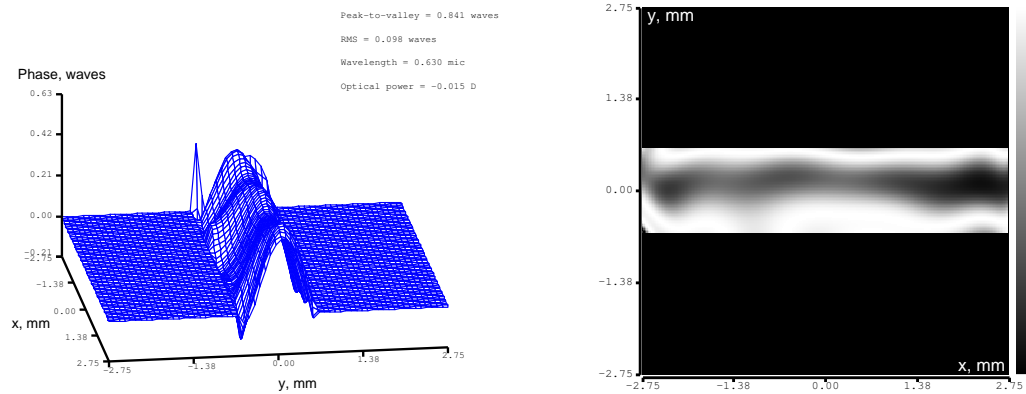 Peak-to-valley = 0.841 waves
RMS = 0.098 waves
Wavelength = 0.630 mic
Optical power = -0.015 D
Phase, waves
0.63
0.42
0.21
0.00
-0.21
-2.75
-1.38
0.00
1.38
2.75
x, mm
-2.75
-1.38
0.00
1.38
2.75
y, mm
2.75
y, mm
1.38
0.00
-1.38
-2.75
x, mm
-2.75
-1.38
0.00
1.38
2.75